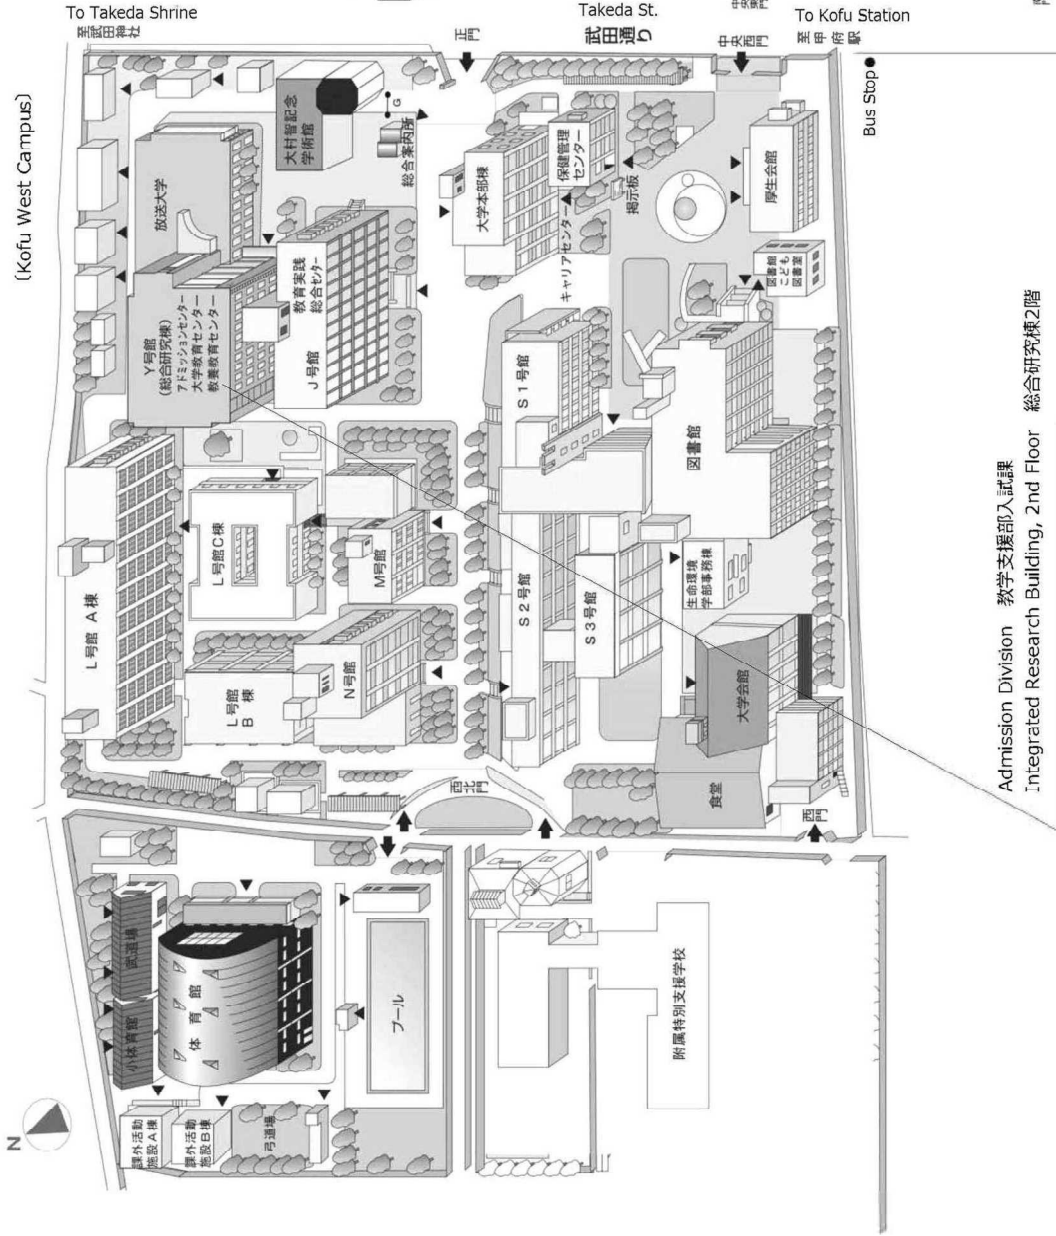 To Takeda Shrine
至武田神社
正門
Takeda St.
武田通り
中央西門
To Kofu Station
至甲府駅
Bus Stop
(Kofu West Campus)
大村智記念
学術館
G
総合案内所
放送大学
Y号館
(総合研究棟)
アドミッションセンター
大学教育センター
教養教育センター
教育実践
総合センター
J号館
大学本部棟
保健管理
センター
キャリアセンター
掲示板
厚生会館
図書館
こども
図書室
図書館
S1号館
S2号館
S3号館
生命環境
学部事務棟
大学会館
食堂
西門
西北門
L号館 A棟
L号館C棟
L号館
B棟
M号館
N号館
武道場
小体育館
体育館
プール
課外活動
施設A棟
課外活動
施設B棟
弓道場
附属特別支援学校
N
Admission Division 教学支援部入試課
Integrated Research Building, 2nd Floor 総合研究棟2階